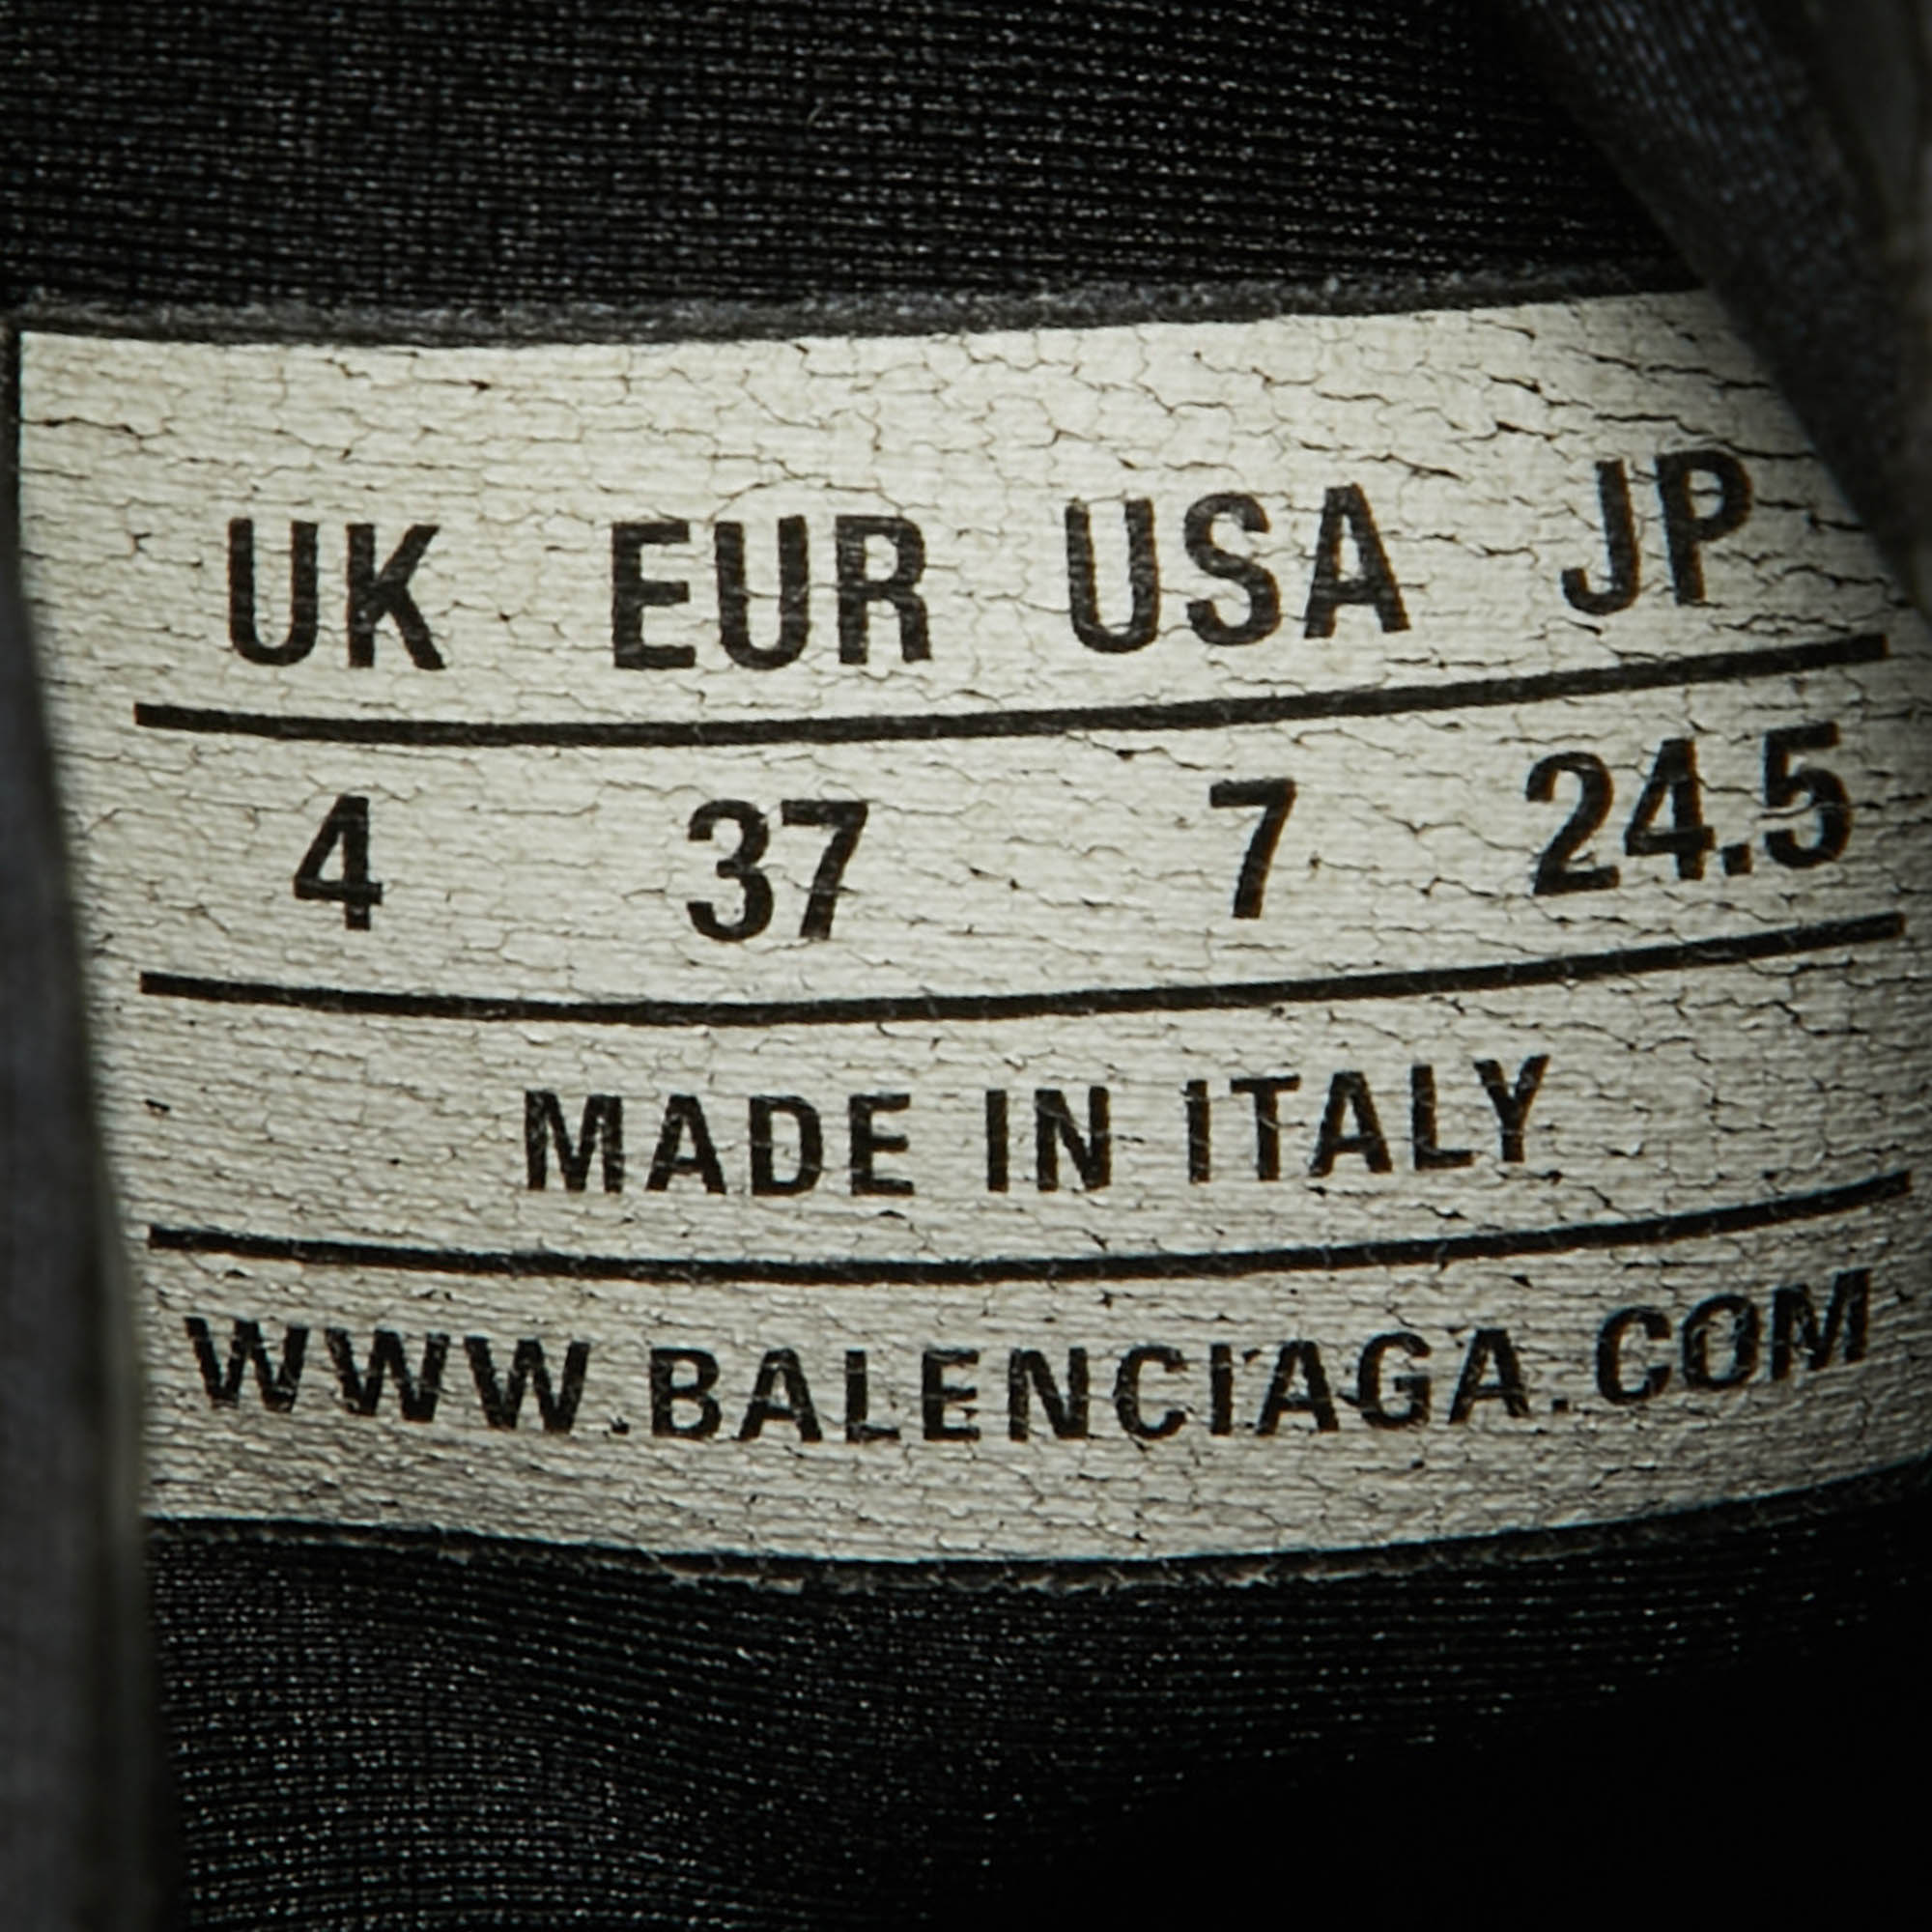 UK EUR USA JP
4 37 7 24.5
MADE IN ITALY
WWW.BALENCIAGA.COM